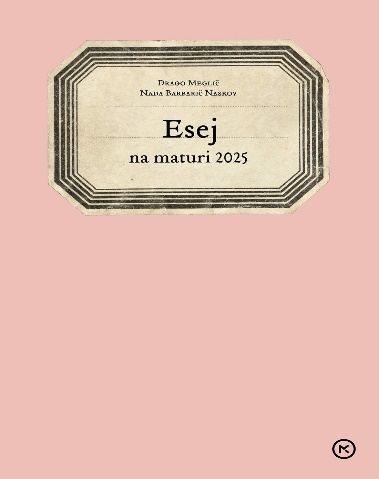 Drago Meglič
Nada Barbarič Naskov
Esej
na maturi 2025